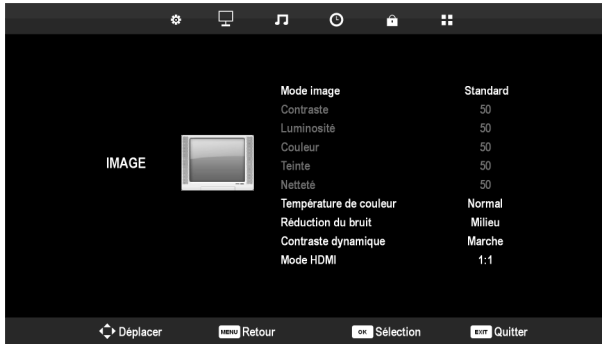 IMAGE
Mode image Standard
Contraste 50
Luminosité 50
Couleur 50
Teinte 50
Netteté 50
Température de couleur Normal
Réduction du bruit Milieu
Contraste dynamique Marche
Mode HDMI 1:1
Déplacer MENU Retour OK Sélection EXIT Quitter